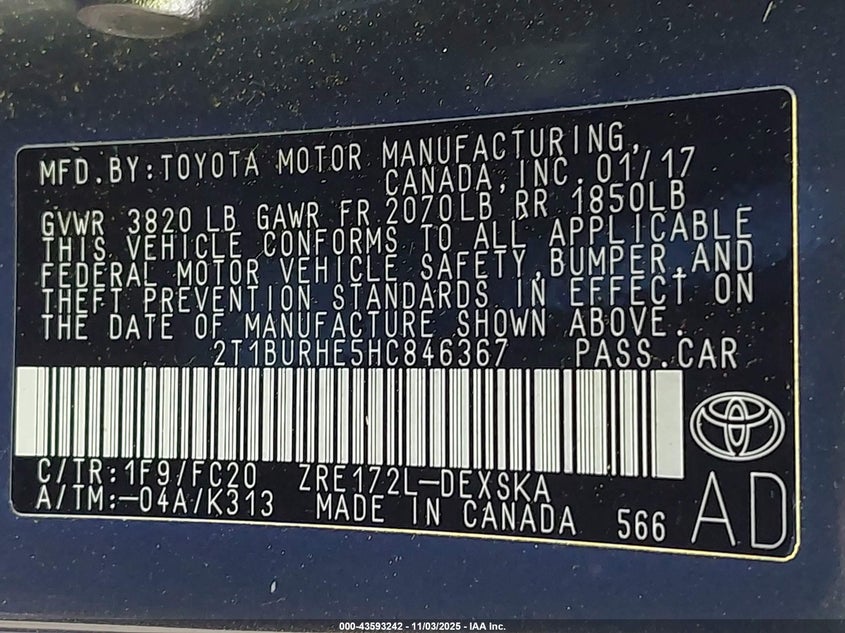 MFD.BY:TOYOTA MOTOR MANUFACTURING,
CANADA,INC.01/17
GVWR 3820 LB GAWR FR 2070LB RR 1850LB
THIS VEHICLE CONFORMS TO ALL APPLICABLE
FEDERAL MOTOR VEHICLE SAFETY,BUMPER,AND
THEFT PREVENTION STANDARDS IN EFFECT ON
THE DATE OF MANUFACTURE SHOWN ABOVE.
2T1BURHE5HC846367 PASS.CAR
C/TR:1F9/FC20 ZRE172L-DEXSKA
A/TM:-04A/K313 MADE IN CANADA 566 AD
000-43593242 - 11/03/2025 - IAA Inc.